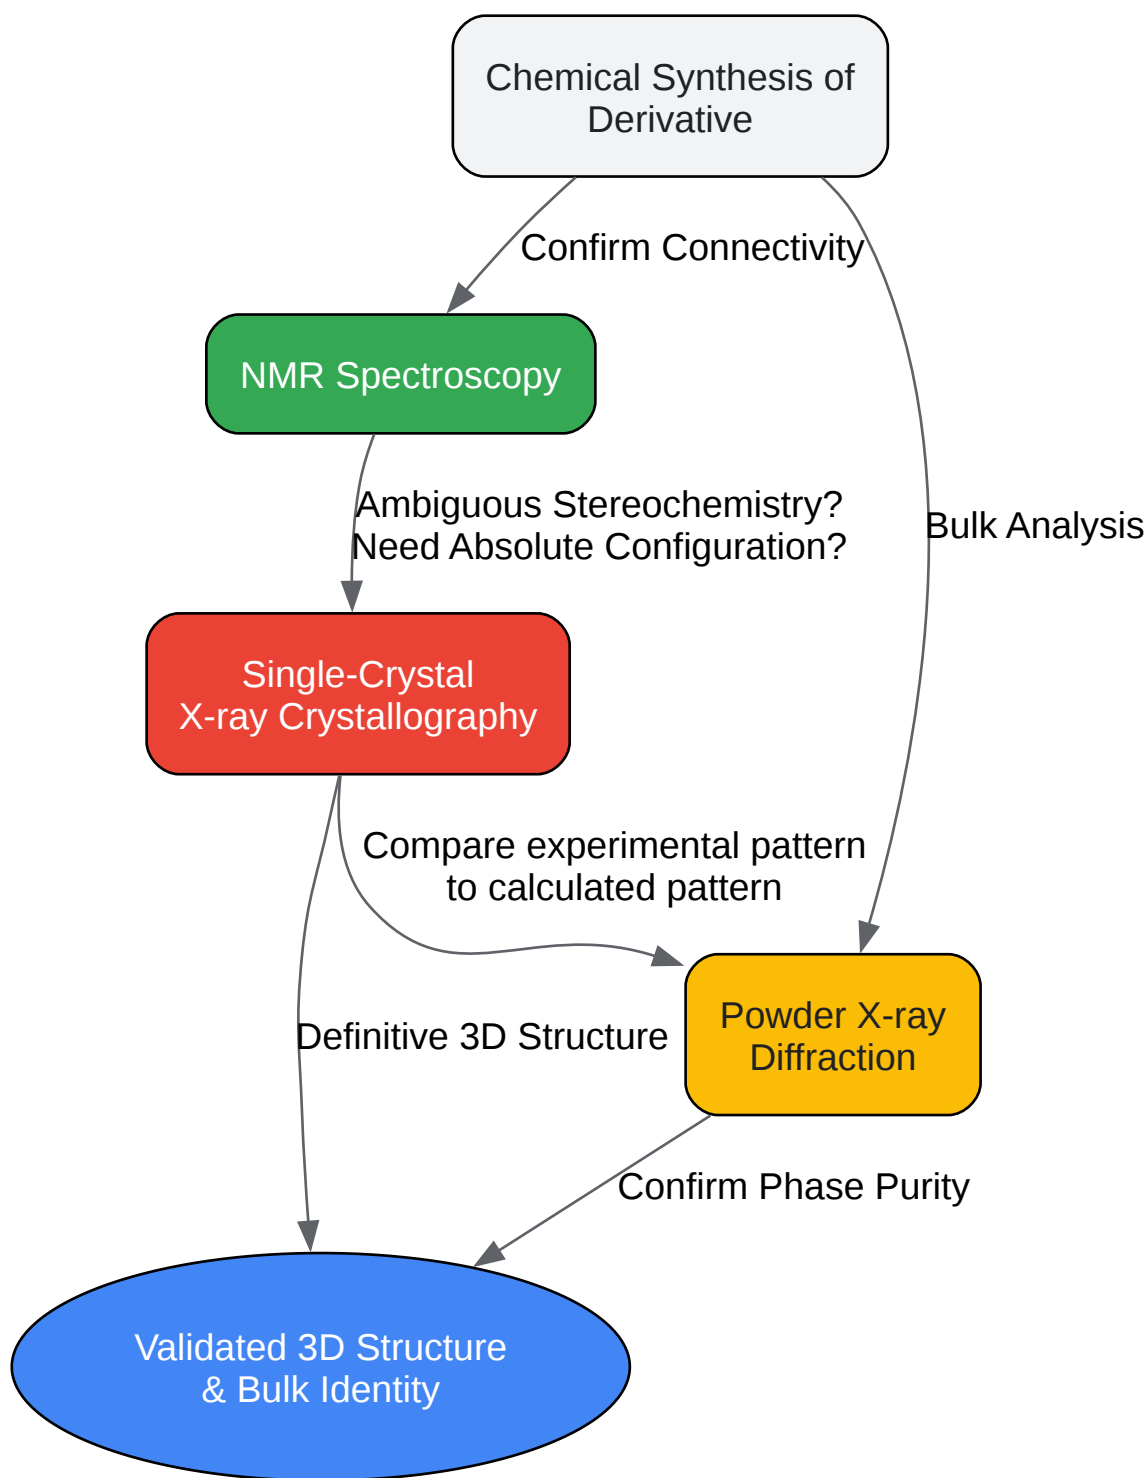 Chemical Synthesis of
Derivative
Confirm Connectivity
NMR Spectroscopy
Ambiguous Stereochemistry?
Need Absolute Configuration?
Bulk Analysis
Single-Crystal
X-ray Crystallography
Compare experimental pattern
to calculated pattern
Definitive 3D Structure
Powder X-ray
Diffraction
Confirm Phase Purity
Validated 3D Structure
& Bulk Identity